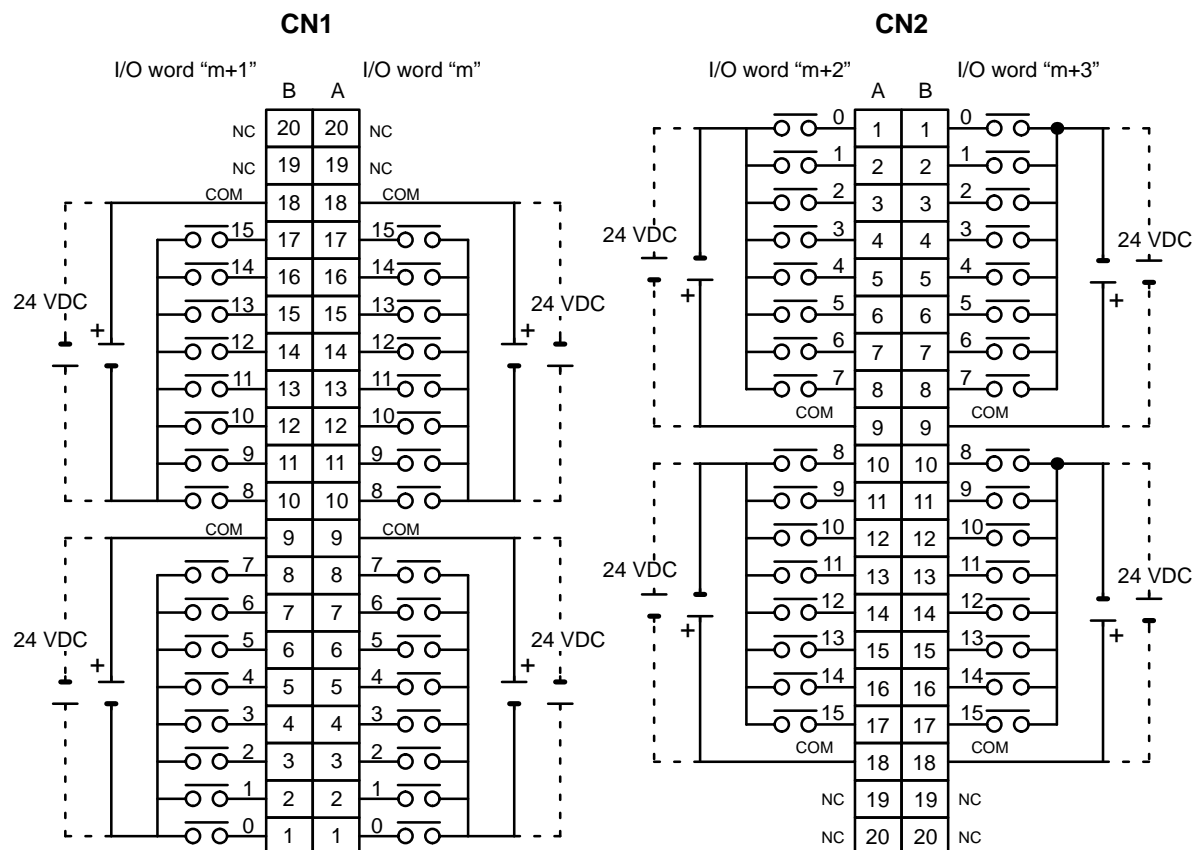 CN1
I/O word “m+1” I/O word “m”
B A
NC 20 20 NC
NC 19 19 NC
COM 18 18 COM
15 17 17 15
14 16 16 14
13 15 15 13
24 VDC + + 24 VDC
12 14 14 12
11 13 13 11
10 12 12 10
9 11 11 9
8 10 10 8
COM 9 9 COM
7 8 8 7
6 7 7 6
5 6 6 5
24 VDC + + 24 VDC
4 5 5 4
3 4 4 3
2 3 3 2
1 2 2 1
0 1 1 0
CN2
I/O word “m+2” I/O word “m+3”
A B
0 1 1 0
1 2 2 1
2 3 3 2
24 VDC 3 4 4 3 24 VDC
4 5 5 4
+ 5 6 6 5 +
6 7 7 6
7 8 8 7
COM 9 9 COM
8 10 10 8
9 11 11 9
10 12 12 10
24 VDC 11 13 13 11 24 VDC
12 14 14 12
+ 13 15 15 13 +
14 16 16 14
15 17 17 15
COM 18 18 COM
NC 19 19 NC
NC 20 20 NC